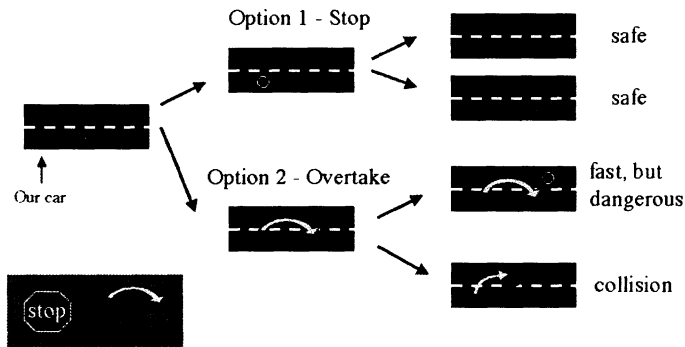 Option 1 - Stop
safe
safe
Our car
Option 2 - Overtake
fast, but
dangerous
collision
stop